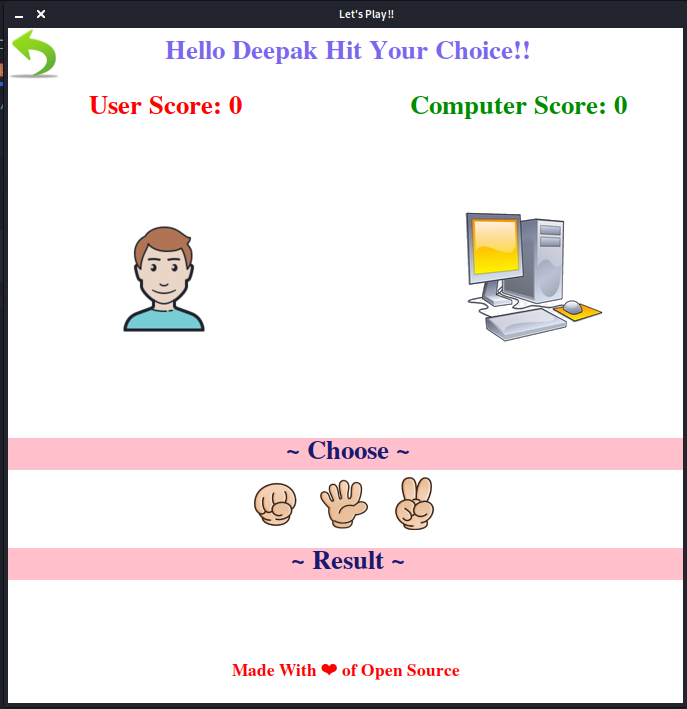 Let's Play!!
Hello Deepak Hit Your Choice!!
User Score: 0
Computer Score: 0
~ Choose ~
~ Result ~
Made With ❤ of Open Source